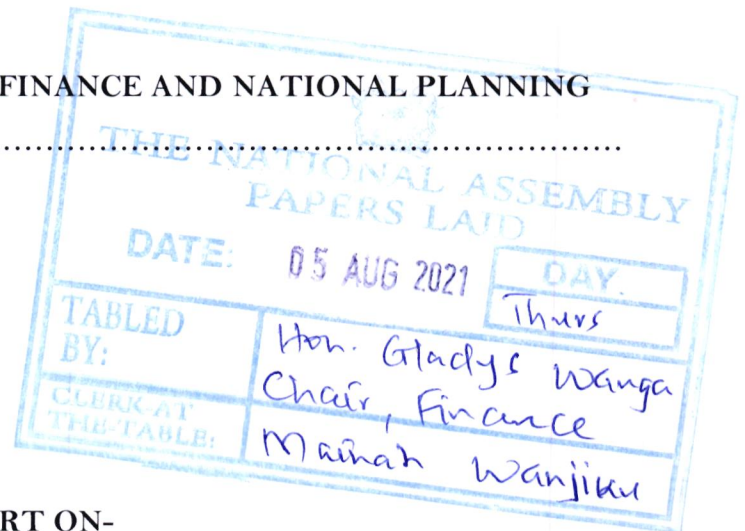 FINANCE AND NATIONAL PLANNING
THE NATIONAL ASSEMBLY
PAPERS LAID
DATE: 05 AUG 2021
DAY.
Thurs
TABLED BY:
Hon. Gladys Wanga
Chair, Finance
CLERK-AT THE-TABLE:
Mainah Wanjiku
RT ON-